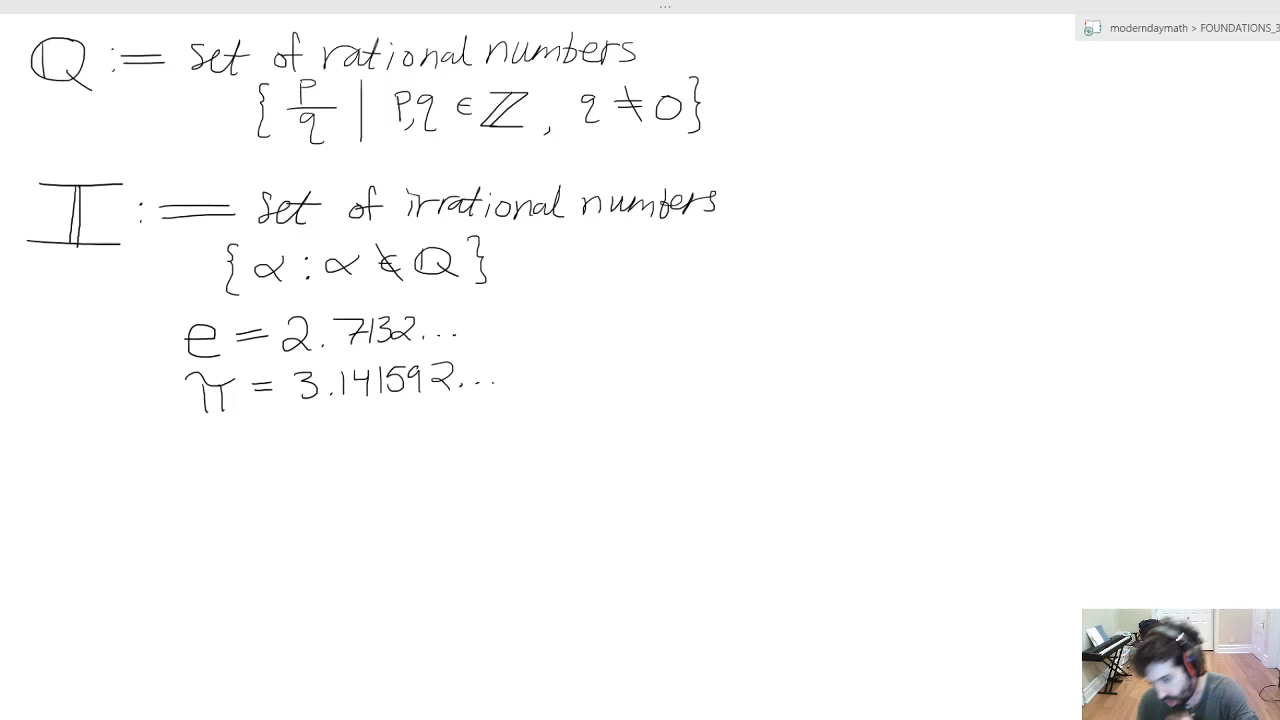 moderndaymath > FOUNDATIONS_3
ℚ := set of rational numbers
{ p/q | p,q ∈ ℤ, q ≠ 0}
𝕀 := set of irrational numbers
{α : α ∉ ℚ}
e = 2.7132...
π = 3.141592...